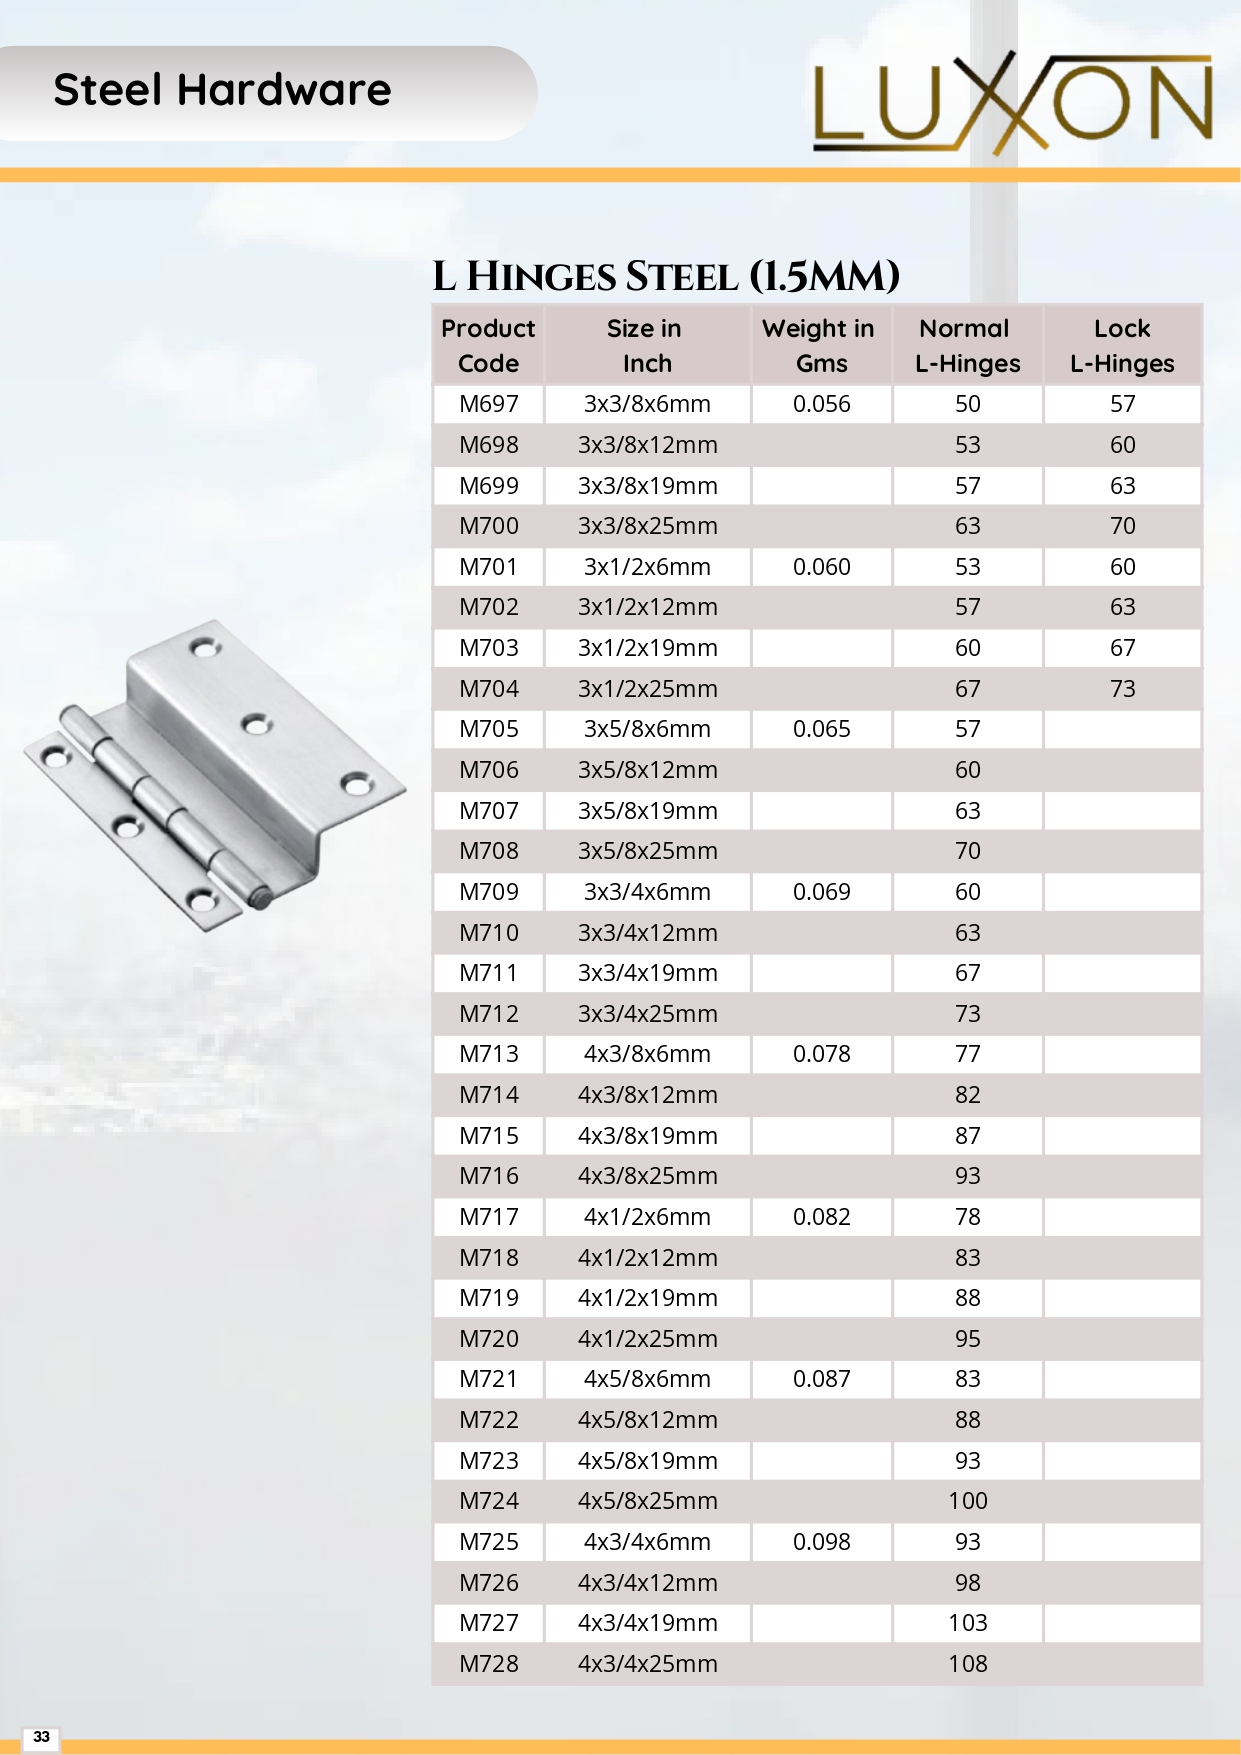 Steel Hardware
LUXXON
L Hinges Steel (1.5mm)
Product Code Size in Inch Weight in Gms Normal L-Hinges Lock L-Hinges
M697 3x3/8x6mm 0.056 50 57
M698 3x3/8x12mm 53 60
M699 3x3/8x19mm 57 63
M700 3x3/8x25mm 63 70
M701 3x1/2x6mm 0.060 53 60
M702 3x1/2x12mm 57 63
M703 3x1/2x19mm 60 67
M704 3x1/2x25mm 67 73
M705 3x5/8x6mm 0.065 57
M706 3x5/8x12mm 60
M707 3x5/8x19mm 63
M708 3x5/8x25mm 70
M709 3x3/4x6mm 0.069 60
M710 3x3/4x12mm 63
M711 3x3/4x19mm 67
M712 3x3/4x25mm 73
M713 4x3/8x6mm 0.078 77
M714 4x3/8x12mm 82
M715 4x3/8x19mm 87
M716 4x3/8x25mm 93
M717 4x1/2x6mm 0.082 78
M718 4x1/2x12mm 83
M719 4x1/2x19mm 88
M720 4x1/2x25mm 95
M721 4x5/8x6mm 0.087 83
M722 4x5/8x12mm 88
M723 4x5/8x19mm 93
M724 4x5/8x25mm 100
M725 4x3/4x6mm 0.098 93
M726 4x3/4x12mm 98
M727 4x3/4x19mm 103
M728 4x3/4x25mm 108
33